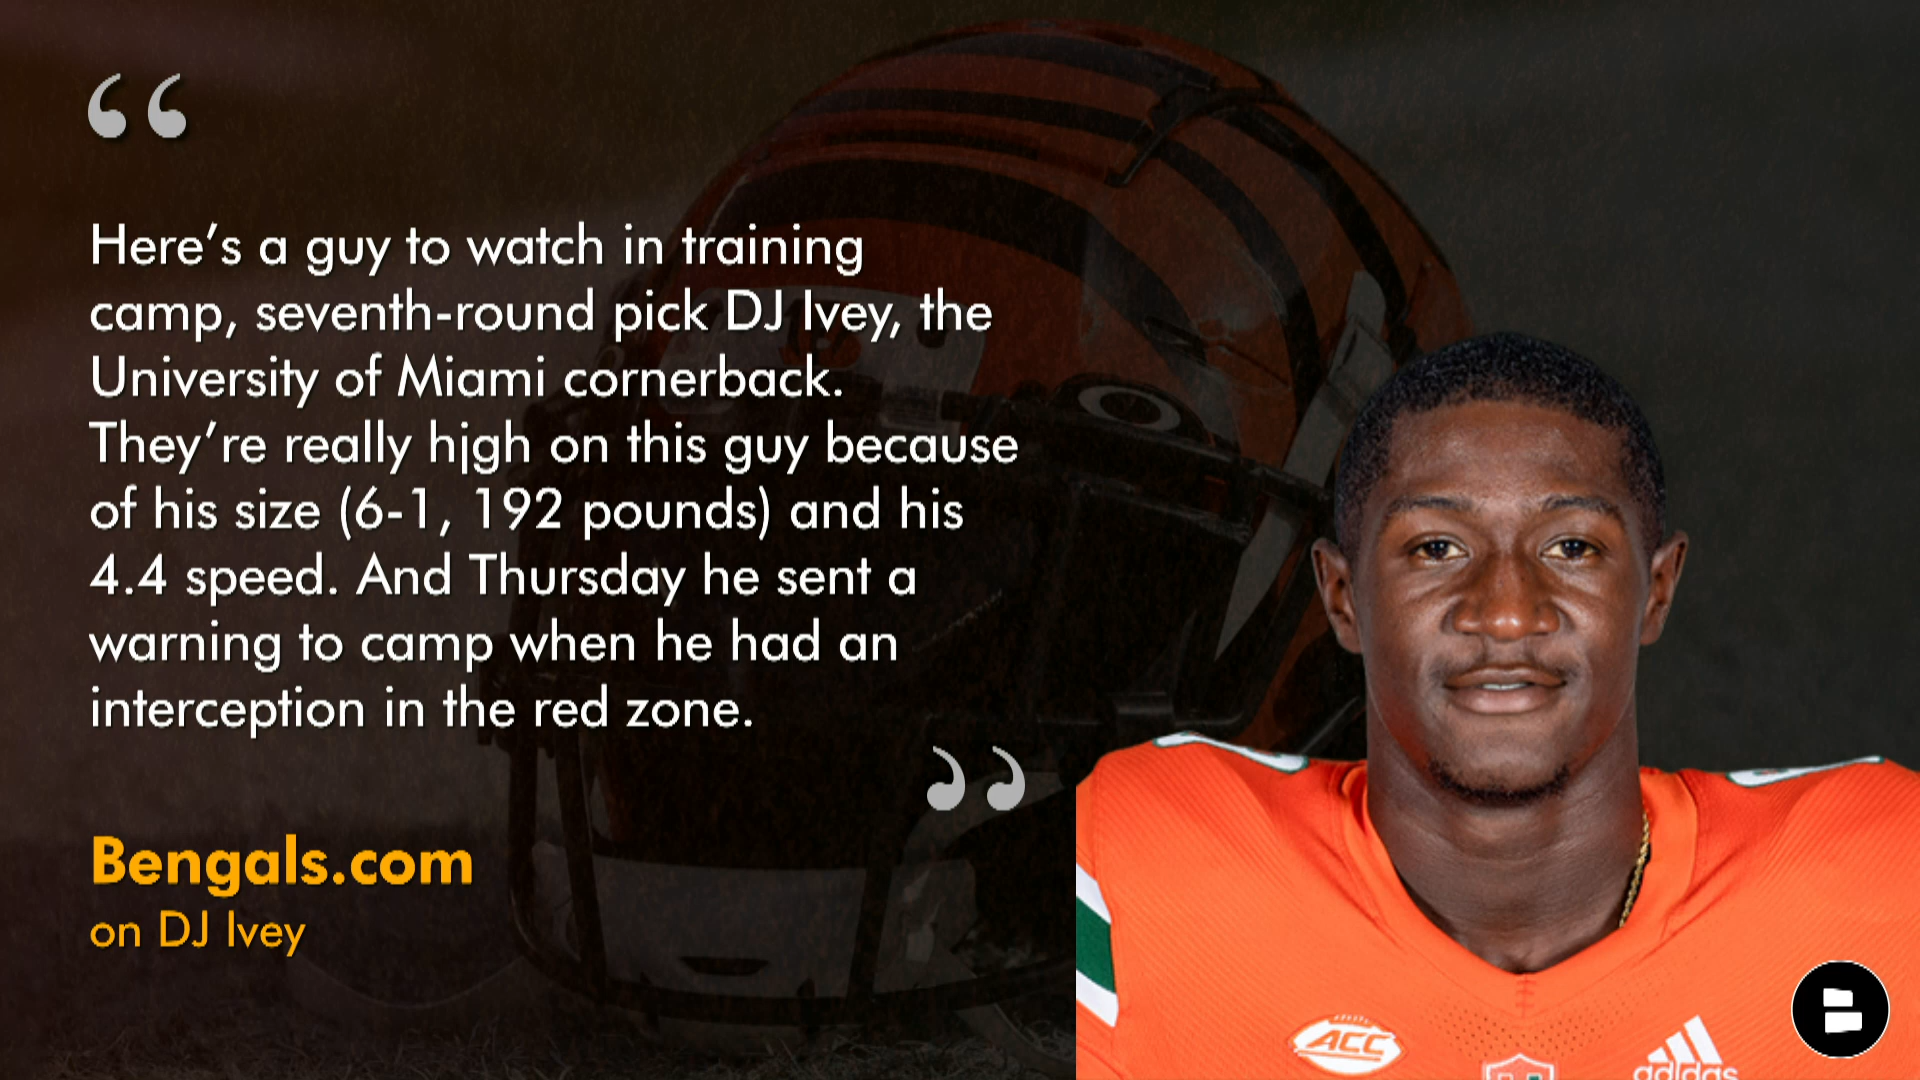 “
Here’s a guy to watch in training
camp, seventh-round pick DJ Ivey, the
University of Miami cornerback.
They’re really high on this guy because
of his size (6-1, 192 pounds) and his
4.4 speed. And Thursday he sent a
warning to camp when he had an
interception in the red zone.
”
Bengals.com
on DJ Ivey
ACC
adidas